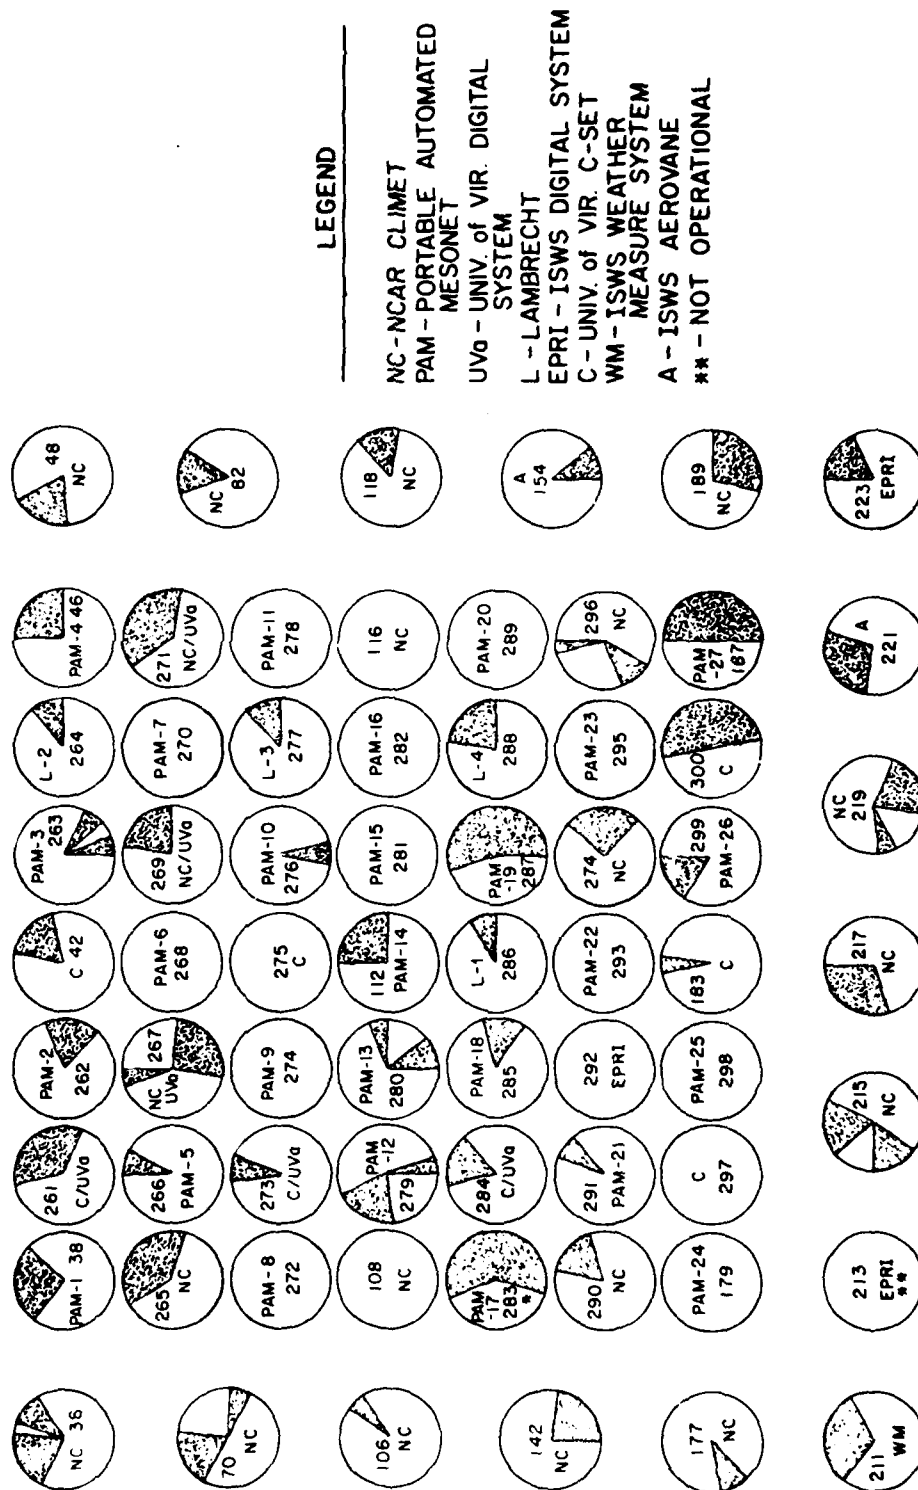 NC 36
PAM-1 38
261
C/UVa
PAM-2
262
C 42
PAM-3
263
L-2
264
PAM-4 46
48
NC
70 NC
265
NC
266
PAM-5
NC 267
UVa
PAM-6
268
269
NC/UVa
PAM-7
270
271
NC/UVa
NC
82
PAM-8
272
273
C/UVa
PAM-9
274
275
C
PAM-10
276
L-3
277
PAM-11
278
106
NC
108
NC
PAM
-12
279
PAM-13
280
112
PAM-14
PAM-15
281
PAM-16
282
116
NC
118
NC
142
NC
PAM
-17
283
*
284
C/UVa
PAM-18
285
L-1
286
PAM
-19
287
L-4
288
PAM-20
289
A
154
290
NC
291
PAM-21
292
EPRI
PAM-22
293
274
NC
PAM-23
295
296
NC
177
NC
PAM-24
179
C
297
PAM-25
298
183
C
299
PAM-26
300
C
PAM
-27
187
189
NC
211
WM
213
EPRI
**
215
NC
217
NC
NC
219
221 A
223
EPRI
LEGEND
NC-NCAR CLIMET
PAM-PORTABLE AUTOMATED
MESONET
UVa-UNIV. of VIR. DIGITAL
SYSTEM
L-LAMBRECHT
EPRI-ISWS DIGITAL SYSTEM
C-UNIV. of VIR. C-SET
WM-ISWS WEATHER
MEASURE SYSTEM
A-ISWS AEROVANE
**-NOT OPERATIONAL